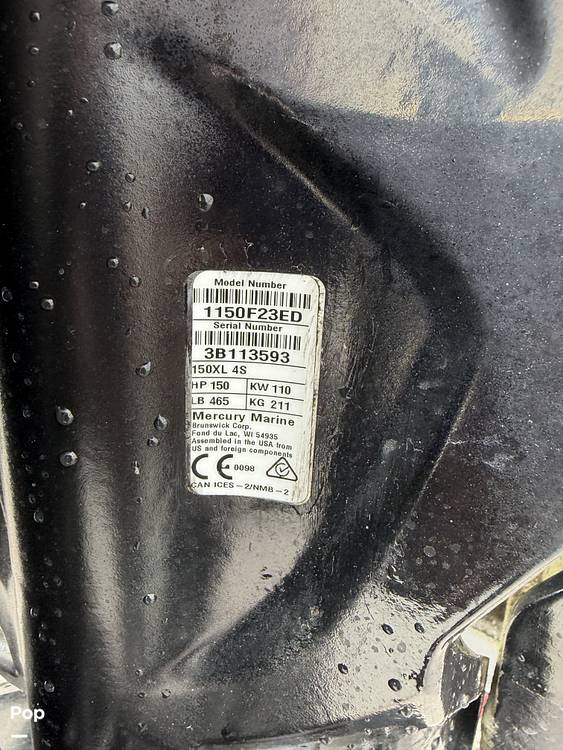 Model Number
1150F23ED
Serial Number
3B113593
150XL 4S
HP 150 KW 110
LB 465 KG 211
Mercury Marine
Brunswick Corp.
Fond du Lac, WI 54935
Assembled in the USA from
US and foreign components
CE 0098
CAN ICES-2/NMB-2
Pop